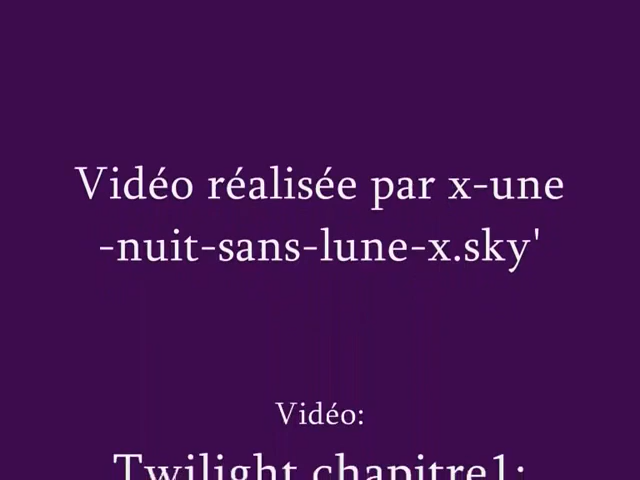 Vidéo réalisée par x-une
-nuit-sans-lune-x.sky'
Vidéo:
Twilight chapitre1: